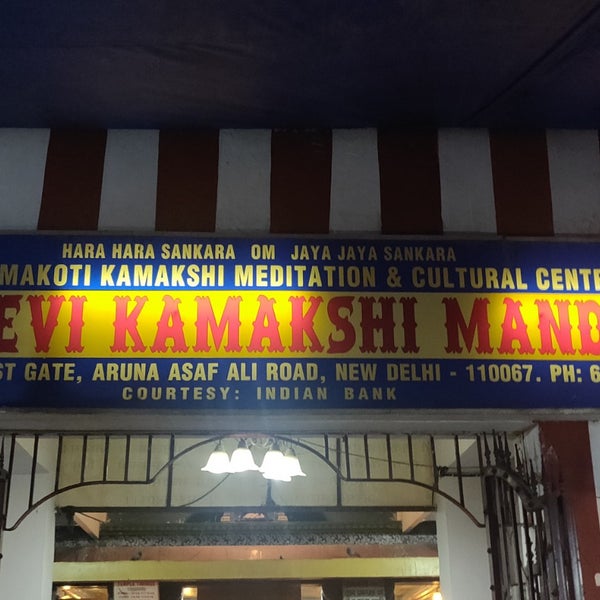 HARA HARA SANKARA OM JAYA JAYA SANKARA
MAKOTI KAMAKSHI MEDITATION & CULTURAL CENT
EVI KAMAKSHI MAND
ST GATE, ARUNA ASAF ALI ROAD, NEW DELHI - 110067. PH: 6
COURTESY: INDIAN BANK